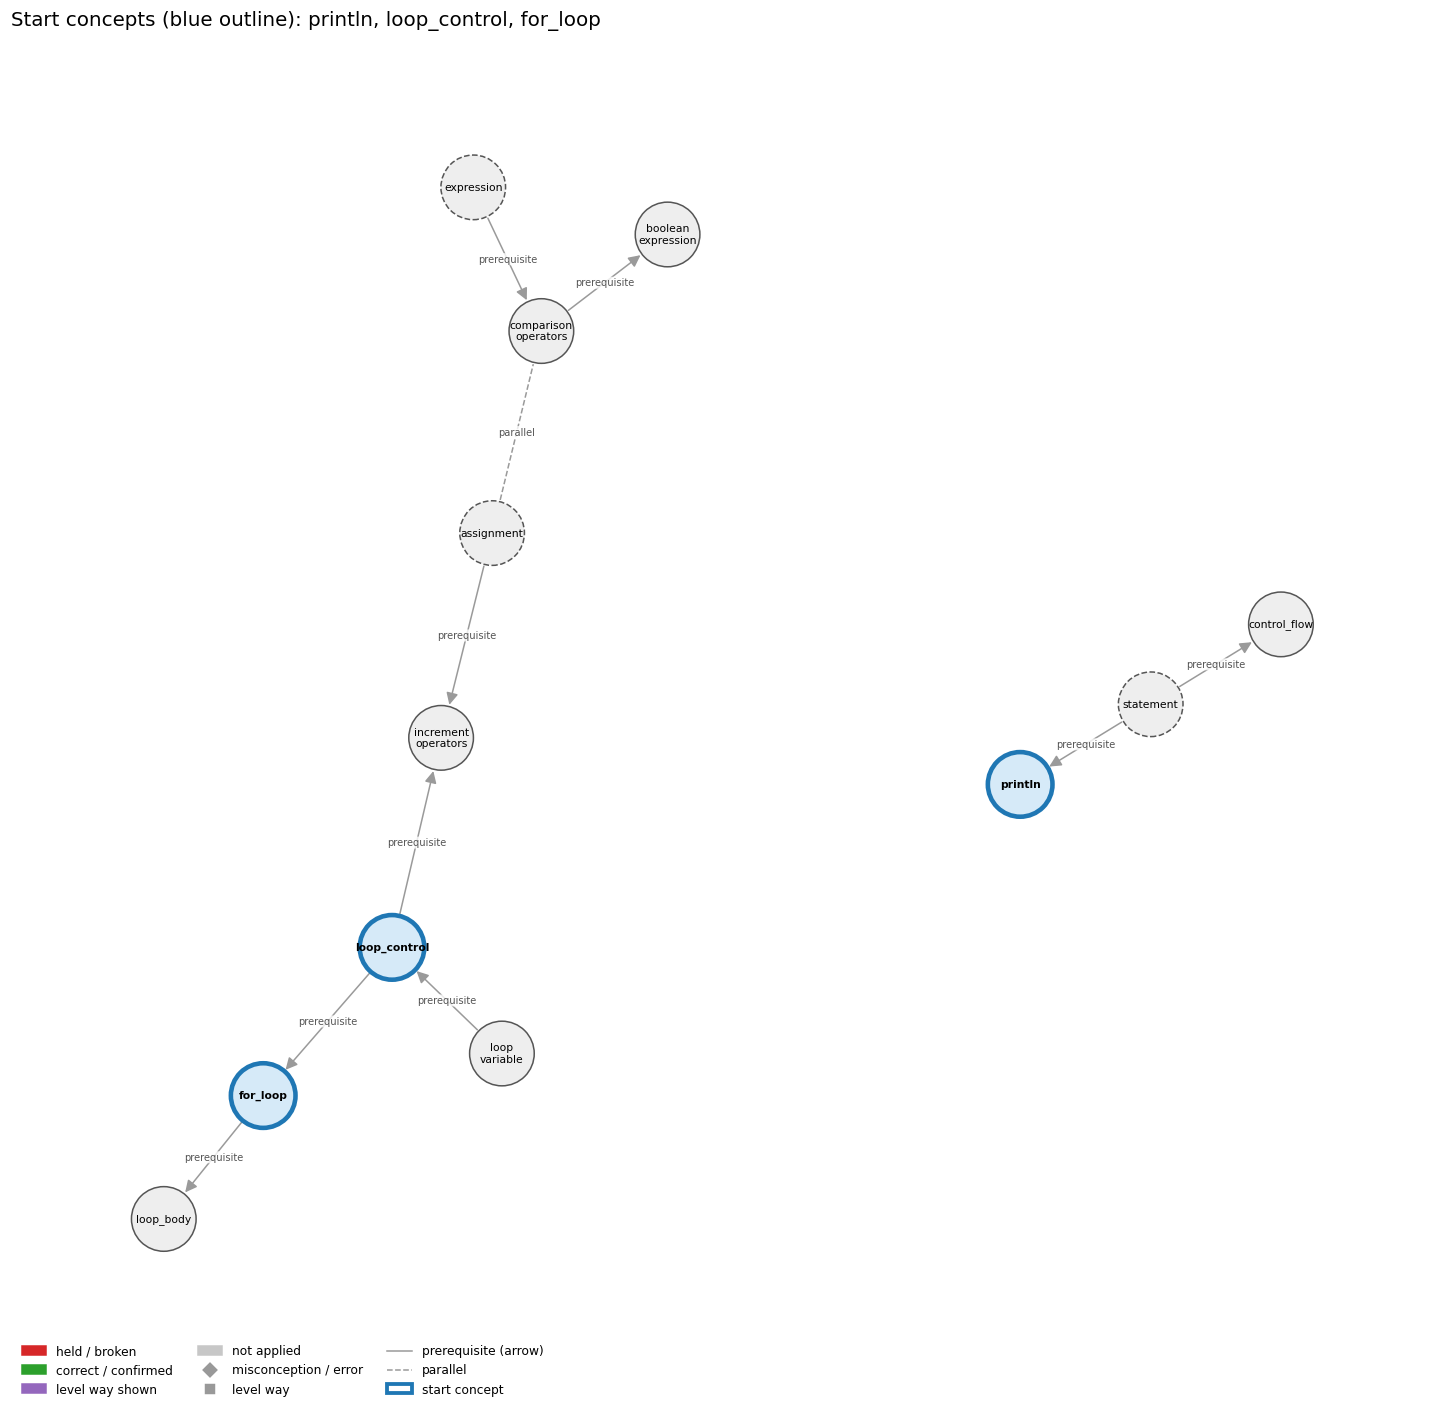 Start concepts (blue outline): println, loop_control, for_loop
expression
boolean
expression
prerequisite
prerequisite
comparison
operators
parallel
assignment
control_flow
prerequisite
prerequisite
statement
prerequisite
increment
operators
println
prerequisite
loop_control
prerequisite
prerequisite
loop
variable
for_loop
prerequisite
loop_body
held / broken
correct / confirmed
level way shown
not applied
misconception / error
level way
prerequisite (arrow)
parallel
start concept